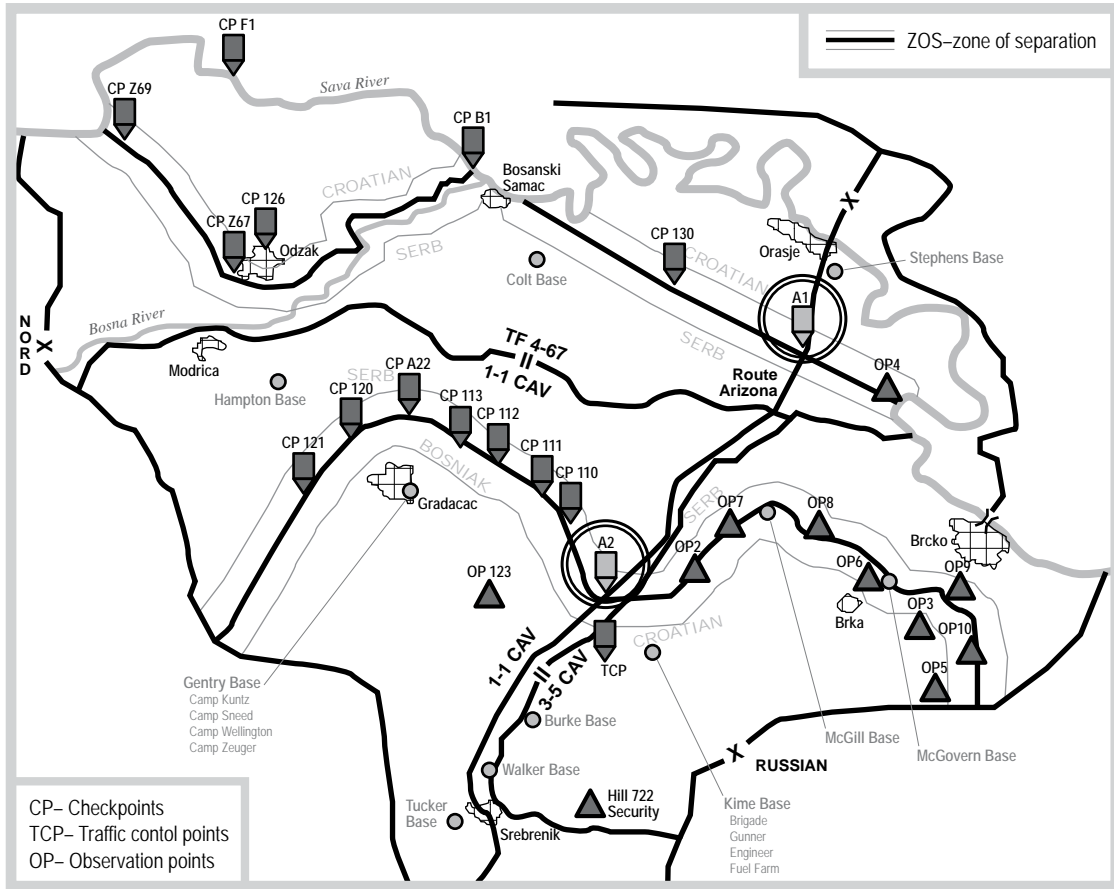 CP F1
ZOS–zone of separation
CP Z69
Sava River
CP B1
Bosanski
Samac
CROATIAN
CP 126
CP Z67
Odzak
SERB
CP 130
CROATIAN
Orasje
Stephens Base
Colt Base
A1
Bosna River
NORD
X
X
SERB
TF 4-67
II
1-1 CAV
Route
Arizona
OP4
Modrica
Hampton Base
SERB
CP A22
CP 120
CP 113
CP 112
CP 121
CP 111
CP 110
BOSNIAK
Gradacac
SERB
OP7
OP8
Brcko
A2
OP2
OP6
OP9
OP 123
Brka
OP3
OP10
OP5
CROATIAN
TCP
1-1 CAV
II
3-5 CAV
Gentry Base
Camp Kuntz
Camp Sneed
Camp Wellington
Camp Zeuger
Burke Base
McGill Base
McGovern Base
X
RUSSIAN
Walker Base
Hill 722
Security
Kime Base
Brigade
Gunner
Engineer
Fuel Farm
Tucker
Base
Srebrenik
CP– Checkpoints
TCP– Traffic contol points
OP– Observation points